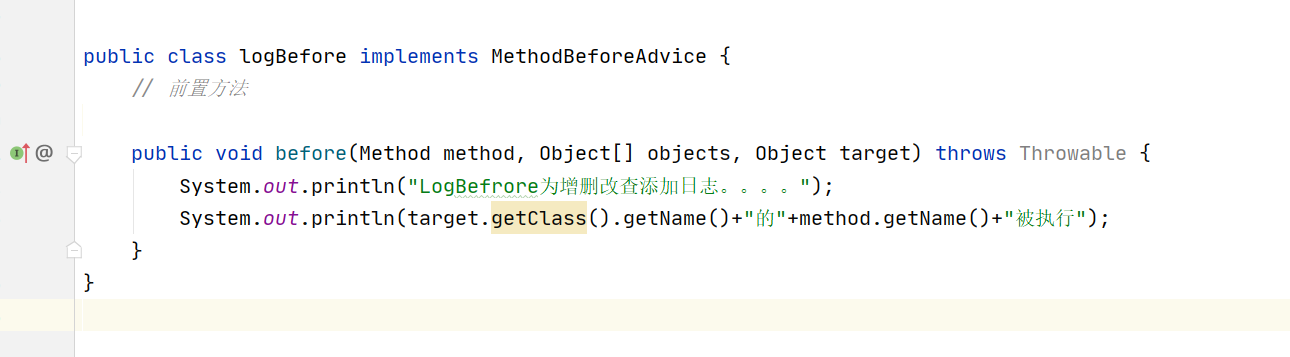 public class logBefore implements MethodBeforeAdvice {
// 前置方法
@ public void before(Method method, Object[] objects, Object target) throws Throwable {
System.out.println("LogBefrore为增删改查添加日志。。。。");
System.out.println(target.getClass().getName()+"的"+method.getName()+"被执行");
}
}